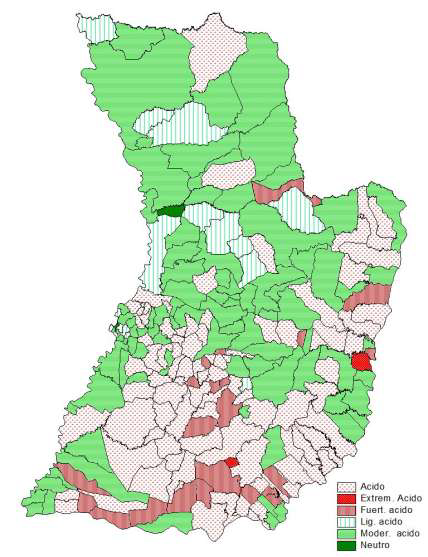 Acido
Extrem. Acido
Fuert. acido
Lig. acido
Moder. acido
Neutro